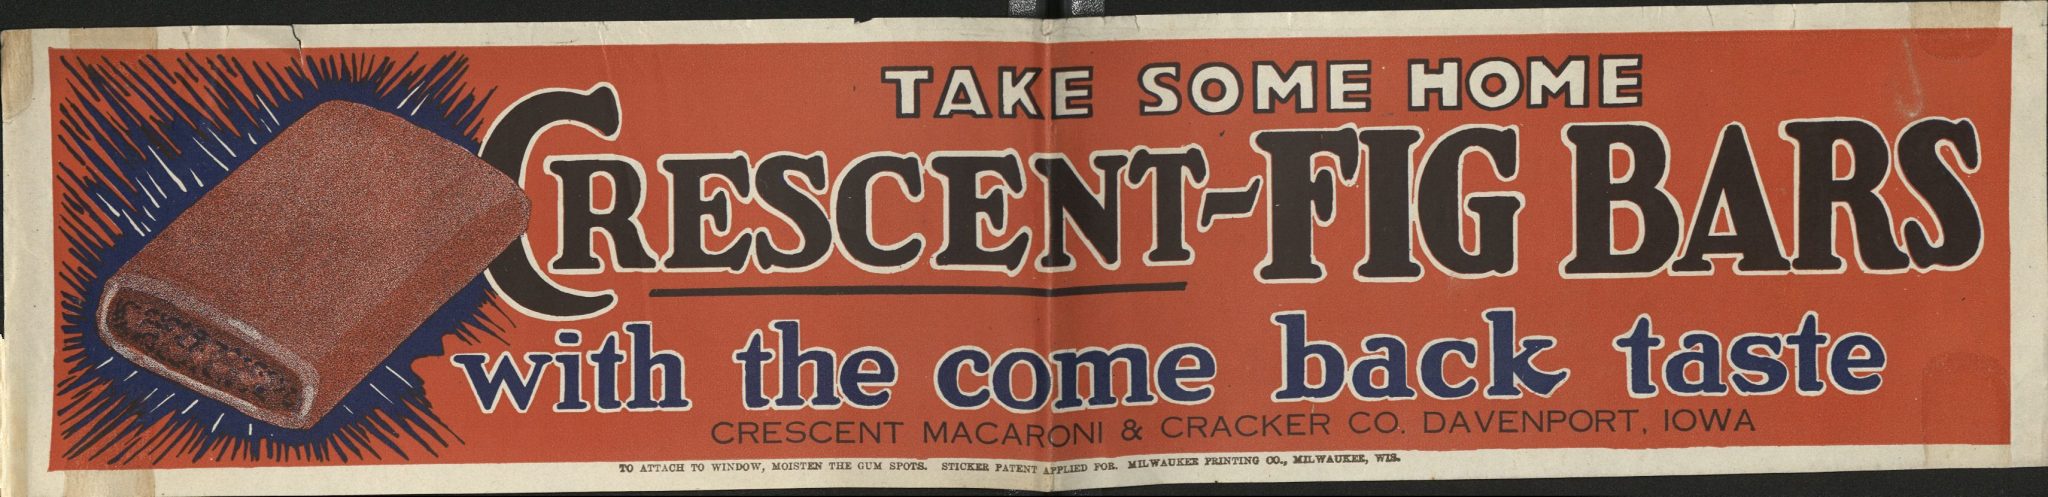 TAKE SOME HOME
CRESCENT-FIG BARS
with the come back taste
CRESCENT MACARONI & CRACKER CO. DAVENPORT, IOWA
TO ATTACH TO WINDOW, MOISTEN THE GUM SPOTS. STICKER PATENT APPLIED FOR. MILWAUKEE PRINTING CO., MILWAUKEE, WIS.